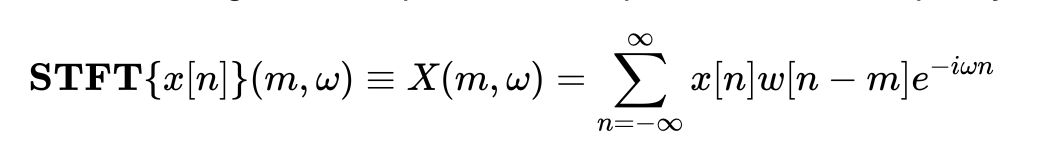 STFT{x[n]}(m, ω) ≡ X(m, ω) = ∑_{n=−∞}^{∞} x[n]w[n − m]e^{−iωn}